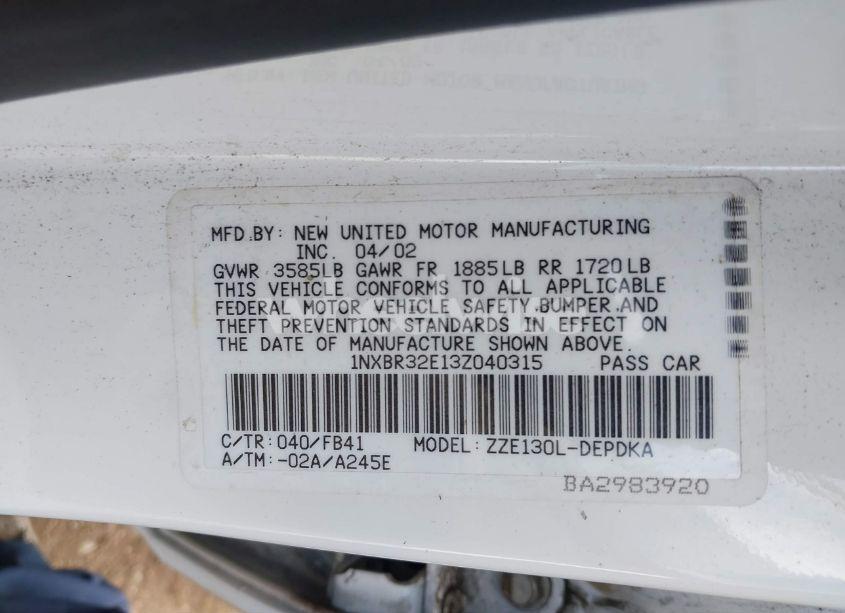 MFD.BY: NEW UNITED MOTOR MANUFACTURING
INC. 04/02
GVWR 3585LB GAWR FR 1885LB RR 1720LB
THIS VEHICLE CONFORMS TO ALL APPLICABLE
FEDERAL MOTOR VEHICLE SAFETY,BUMPER,AND
THEFT PREVENTION STANDARDS IN EFFECT ON
THE DATE OF MANUFACTURE SHOWN ABOVE.
1NXBR32E13Z040315 PASS CAR
C/TR:040/FB41 MODEL:ZZE130L-DEPDKA
A/TM:-02A/A245E
BA2983920